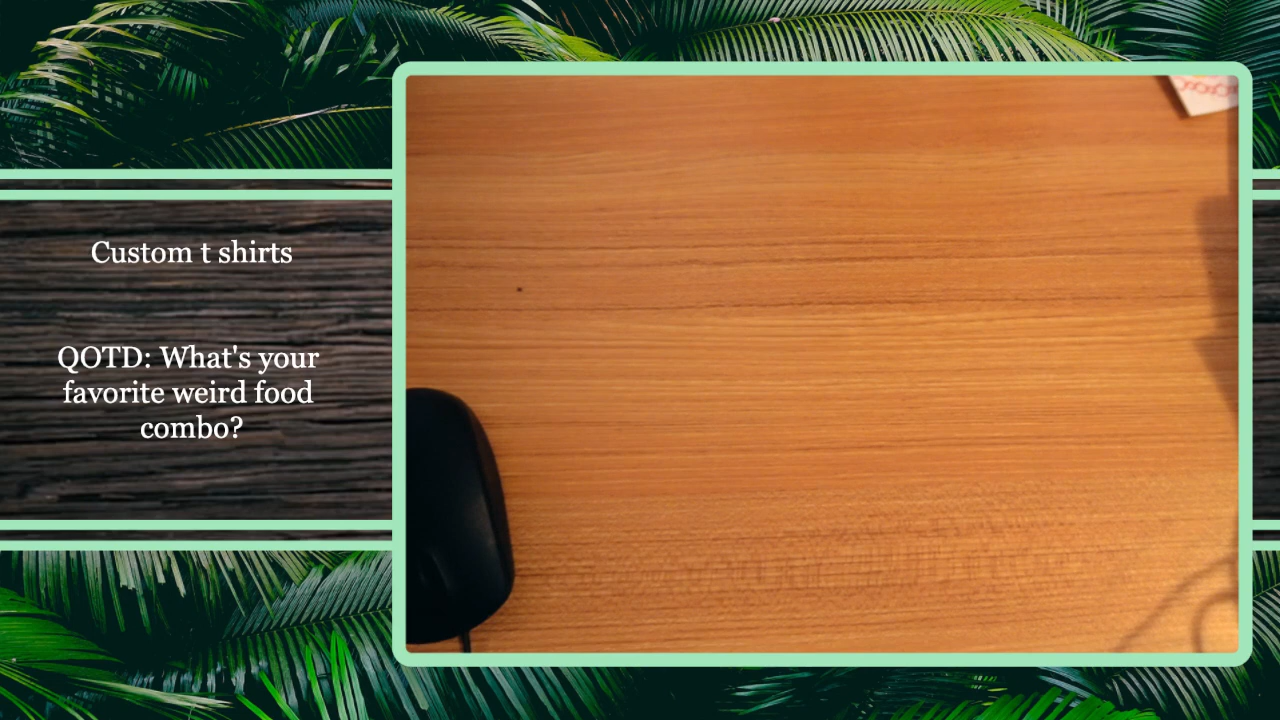 Custom t shirts
QOTD: What's your
favorite weird food
combo?